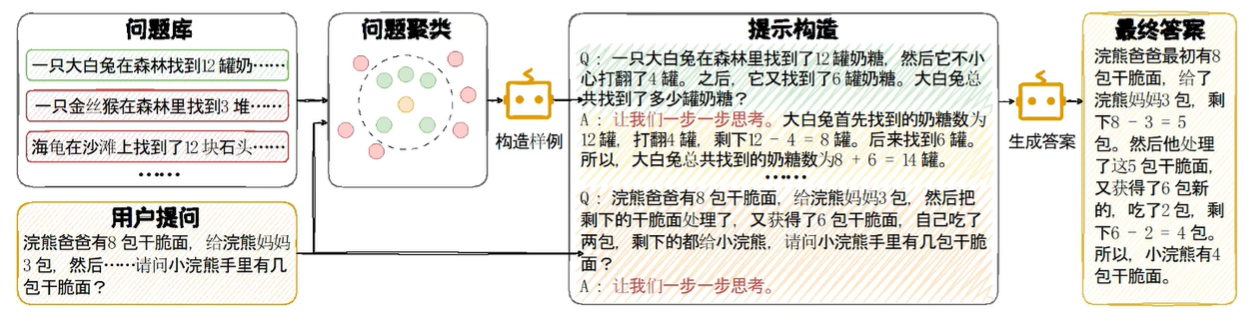 问题库
一只大白兔在森林找到12罐奶……
一只金丝猴在森林里找到3堆……
海龟在沙滩上找到了12块石头……
……
用户提问
浣熊爸爸有8包干脆面,给浣熊妈妈
3包,然后……请问小浣熊手里有几
包干脆面?
问题聚类
构造样例
提示构造
Q:一只大白兔在森林里找到了12罐奶糖,然后它不小
心打翻了4罐。之后,它又找到了6罐奶糖。大白兔总
共找到了多少罐奶糖?
A:让我们一步一步思考。大白兔首先找到的奶糖数为
12罐,打翻4罐,剩下12 − 4 = 8罐。后来找到6罐。
所以,大白兔总共找到的奶糖数为8 + 6 = 14罐。
……
Q:浣熊爸爸有8包干脆面,给浣熊妈妈3包,然后把
剩下的干脆面处理了,又获得了6包干脆面,自己吃了
两包,剩下的都给小浣熊,请问小浣熊手里有几包干脆
面?
A:让我们一步一步思考。
生成答案
最终答案
浣熊爸爸最初有8
包干脆面,给了
浣熊妈妈3包,剩
下8 − 3 = 5
包。然后他处理
了这5包干脆面,
又获得了6包新
的,吃了2包,剩
下6 − 2 = 4包。
所以,小浣熊有4
包干脆面。